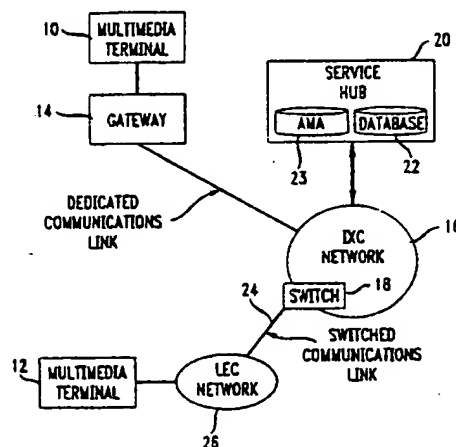 10
MULTIMEDIA
TERMINAL
14
GATEWAY
20
SERVICE
HUB
AMA
DATABASE
23
22
DEDICATED
COMMUNICATIONS
LINK
IXC
NETWORK
16
SWITCH
18
24
SWITCHED
COMMUNICATIONS
LINK
12
MULTIMEDIA
TERMINAL
LEC
NETWORK
26